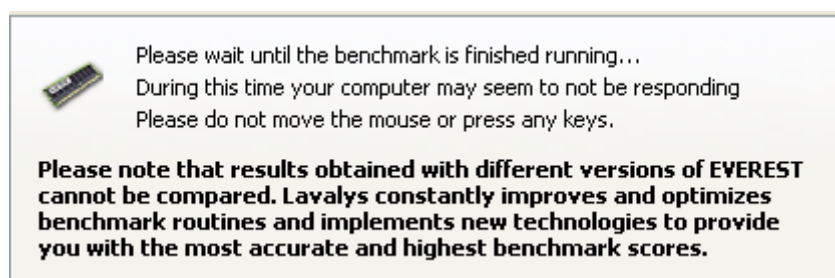 Please wait until the benchmark is finished running...
During this time your computer may seem to not be responding
Please do not move the mouse or press any keys.
Please note that results obtained with different versions of EVEREST
cannot be compared. Lavalys constantly improves and optimizes
benchmark routines and implements new technologies to provide
you with the most accurate and highest benchmark scores.